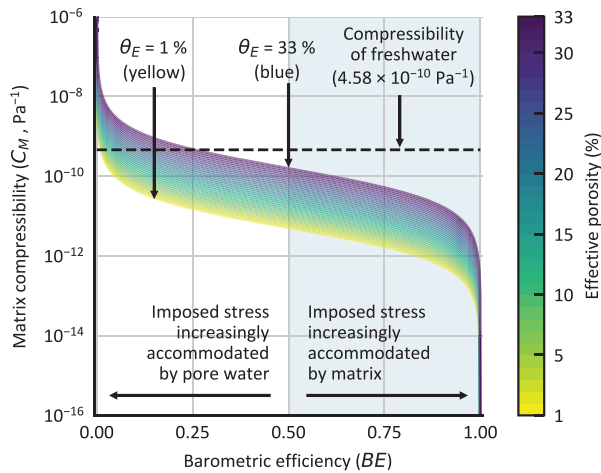 10⁻⁶
10⁻⁸
10⁻¹⁰
10⁻¹²
10⁻¹⁴
10⁻¹⁶
Matrix compressibility (C_M , Pa⁻¹)
θ_E = 1 %
(yellow)
θ_E = 33 %
(blue)
Compressibility
of freshwater
(4.58 × 10⁻¹⁰ Pa⁻¹)
Imposed stress
increasingly
accommodated
by pore water
Imposed stress
increasingly
accommodated
by matrix
0.00
0.25
0.50
0.75
1.00
Barometric efficiency (BE)
33
30
25
20
15
10
5
1
Effective porosity (%)